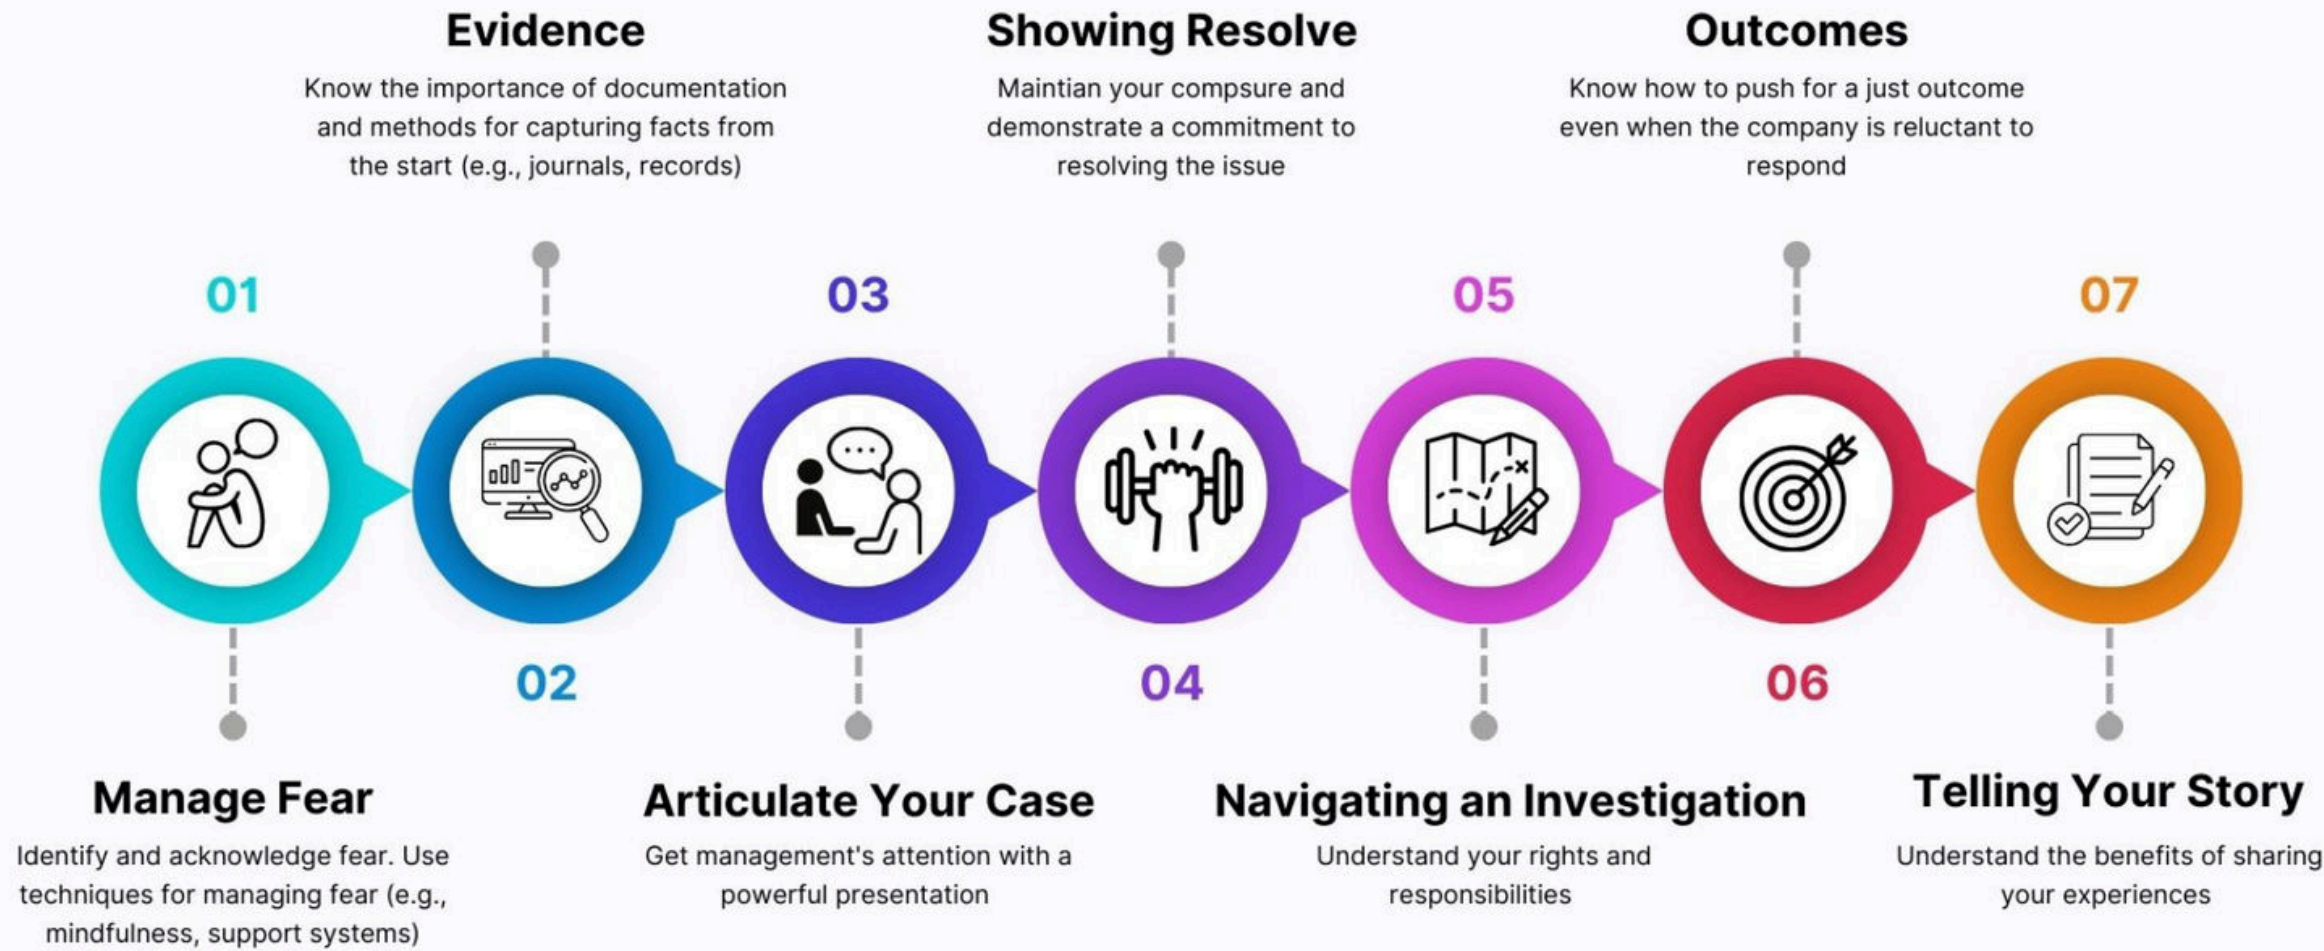 01
Manage Fear
Identify and acknowledge fear. Use
techniques for managing fear (e.g.,
mindfulness, support systems)
Evidence
Know the importance of documentation
and methods for capturing facts from
the start (e.g., journals, records)
02
03
Articulate Your Case
Get management's attention with a
powerful presentation
Showing Resolve
Maintian your compsure and
demonstrate a commitment to
resolving the issue
04
05
Navigating an Investigation
Understand your rights and
responsibilities
Outcomes
Know how to push for a just outcome
even when the company is reluctant to
respond
06
07
Telling Your Story
Understand the benefits of sharing
your experiences